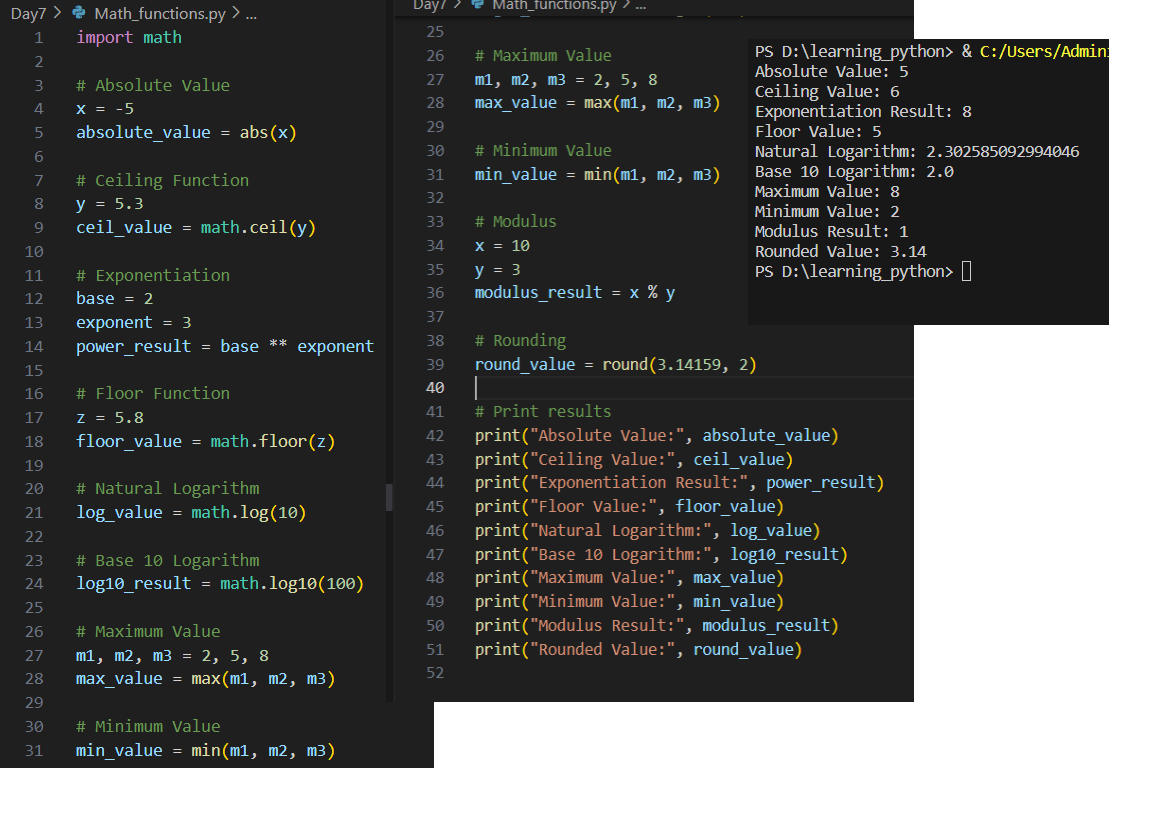 Day7 > Math_functions.py > ...
1 import math
2
3 # Absolute Value
4 x = -5
5 absolute_value = abs(x)
6
7 # Ceiling Function
8 y = 5.3
9 ceil_value = math.ceil(y)
10
11 # Exponentiation
12 base = 2
13 exponent = 3
14 power_result = base ** exponent
15
16 # Floor Function
17 z = 5.8
18 floor_value = math.floor(z)
19
20 # Natural Logarithm
21 log_value = math.log(10)
22
23 # Base 10 Logarithm
24 log10_result = math.log10(100)
25
26 # Maximum Value
27 m1, m2, m3 = 2, 5, 8
28 max_value = max(m1, m2, m3)
29
30 # Minimum Value
31 min_value = min(m1, m2, m3)
Day7 > Math_functions.py > ...
25
26 # Maximum Value
27 m1, m2, m3 = 2, 5, 8
28 max_value = max(m1, m2, m3)
29
30 # Minimum Value
31 min_value = min(m1, m2, m3)
32
33 # Modulus
34 x = 10
35 y = 3
36 modulus_result = x % y
37
38 # Rounding
39 round_value = round(3.14159, 2)
40
41 # Print results
42 print("Absolute Value:", absolute_value)
43 print("Ceiling Value:", ceil_value)
44 print("Exponentiation Result:", power_result)
45 print("Floor Value:", floor_value)
46 print("Natural Logarithm:", log_value)
47 print("Base 10 Logarithm:", log10_result)
48 print("Maximum Value:", max_value)
49 print("Minimum Value:", min_value)
50 print("Modulus Result:", modulus_result)
51 print("Rounded Value:", round_value)
52
PS D:\learning_python> & C:/Users/Admin
Absolute Value: 5
Ceiling Value: 6
Exponentiation Result: 8
Floor Value: 5
Natural Logarithm: 2.302585092994046
Base 10 Logarithm: 2.0
Maximum Value: 8
Minimum Value: 2
Modulus Result: 1
Rounded Value: 3.14
PS D:\learning_python>